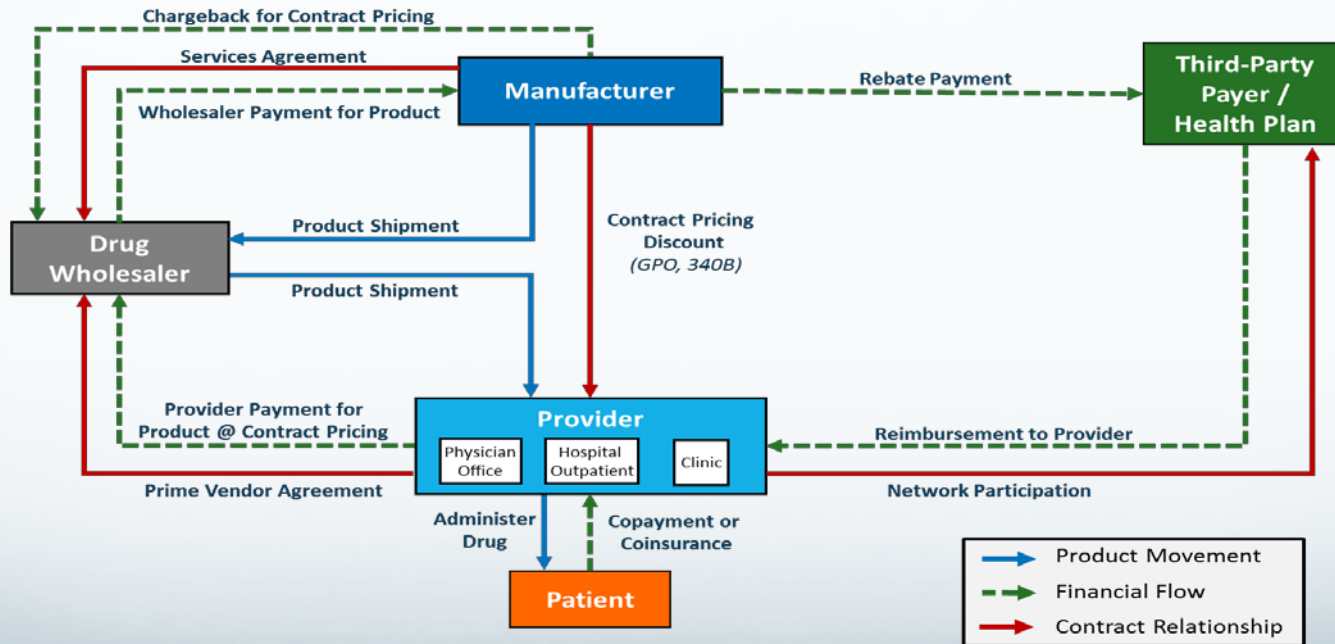 Chargeback for Contract Pricing
Services Agreement
Manufacturer
Rebate Payment
Third-Party
Payer /
Health Plan
Wholesaler Payment for Product
Product Shipment
Contract Pricing
Discount
(GPO, 340B)
Drug
Wholesaler
Product Shipment
Provider Payment for
Product @ Contract Pricing
Provider
Physician
Office
Hospital
Outpatient
Clinic
Reimbursement to Provider
Prime Vendor Agreement
Network Participation
Administer
Drug
Copayment or
Coinsurance
Patient
Product Movement
Financial Flow
Contract Relationship